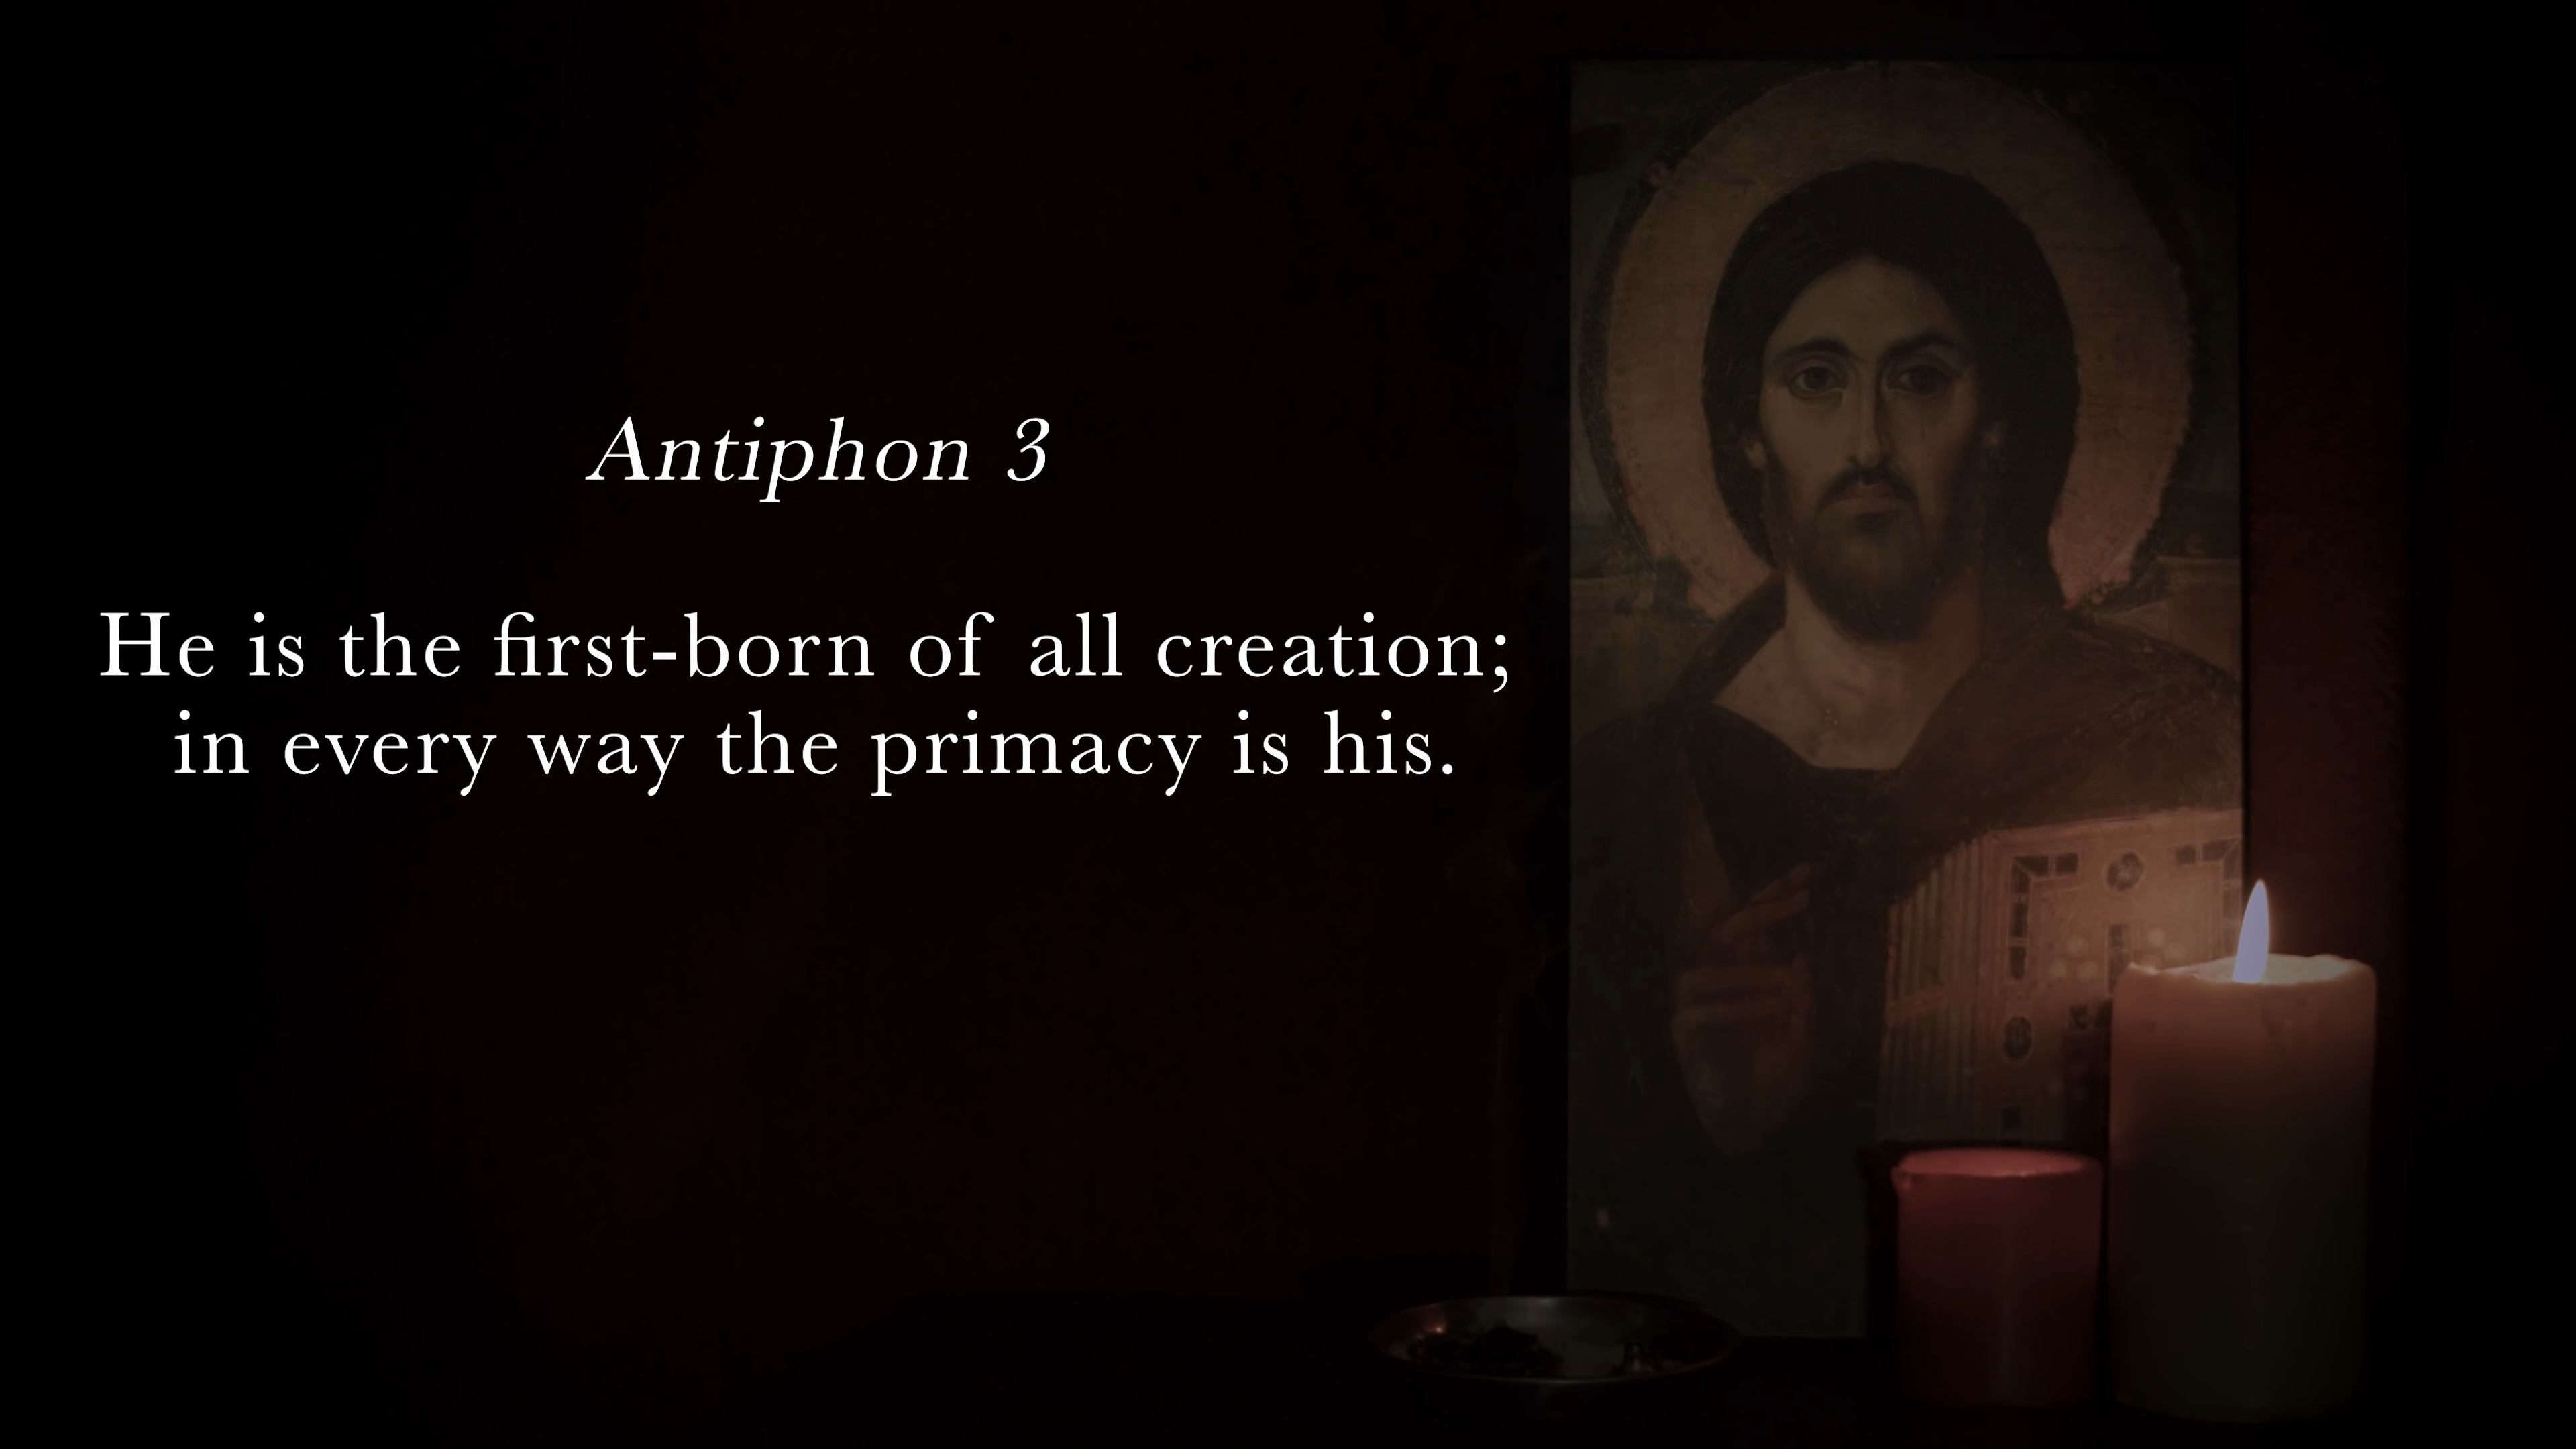 Antiphon 3
He is the first-born of all creation;
in every way the primacy is his.